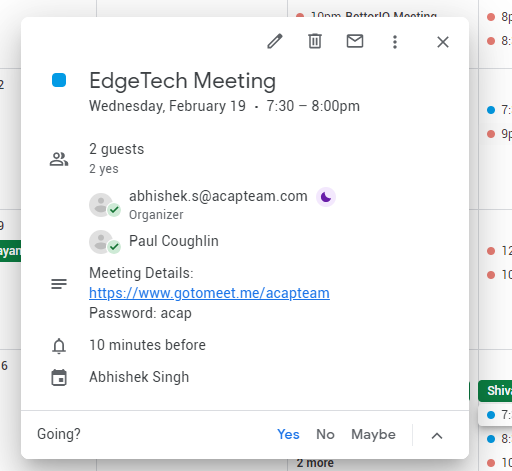 10pm BetterIQ Meeting
8p
8:
2
EdgeTech Meeting
Wednesday, February 19 • 7:30 – 8:00pm
7:
9p
2 guests
2 yes
abhishek.s@acapteam.com
Organizer
9
Paul Coughlin
ayan
12
Meeting Details:
10
https://www.gotomeet.me/acapteam
Password: acap
10 minutes before
6
Abhishek Singh
Shiva
7:
Going? Yes No Maybe
8:
2 more
10